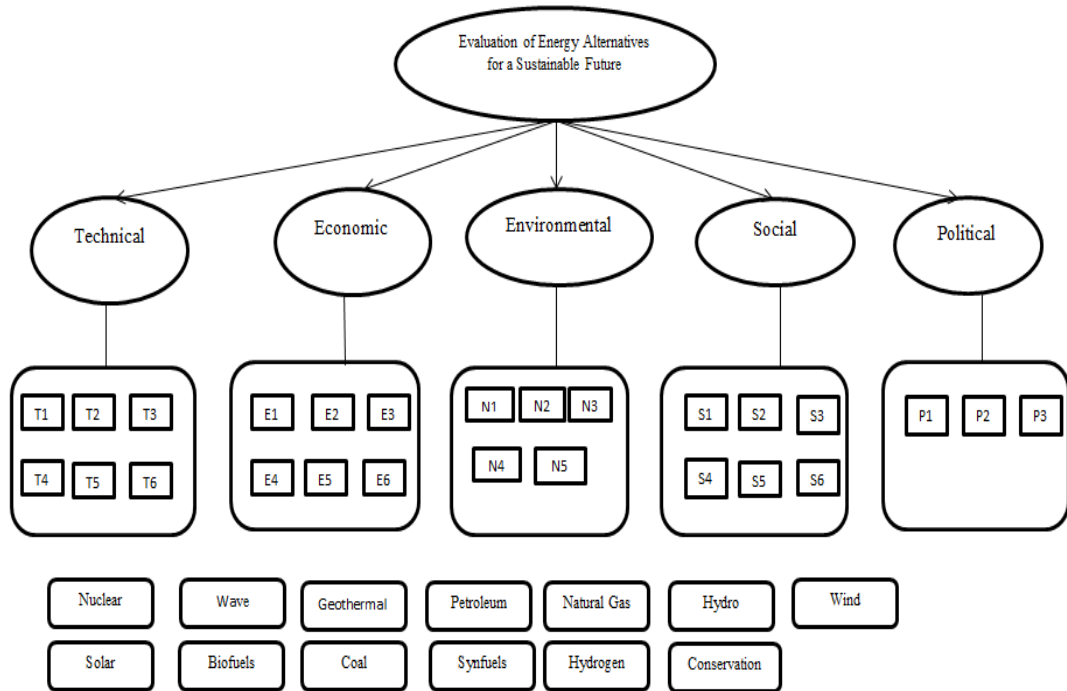 Evaluation of Energy Alternatives
for a Sustainable Future
Technical
Economic
Environmental
Social
Political
T1 T2 T3
T4 T5 T6
E1 E2 E3
E4 E5 E6
N1 N2 N3
N4 N5
S1 S2 S3
S4 S5 S6
P1 P2 P3
Nuclear Wave Geothermal Petroleum Natural Gas Hydro Wind
Solar Biofuels Coal Synfuels Hydrogen Conservation